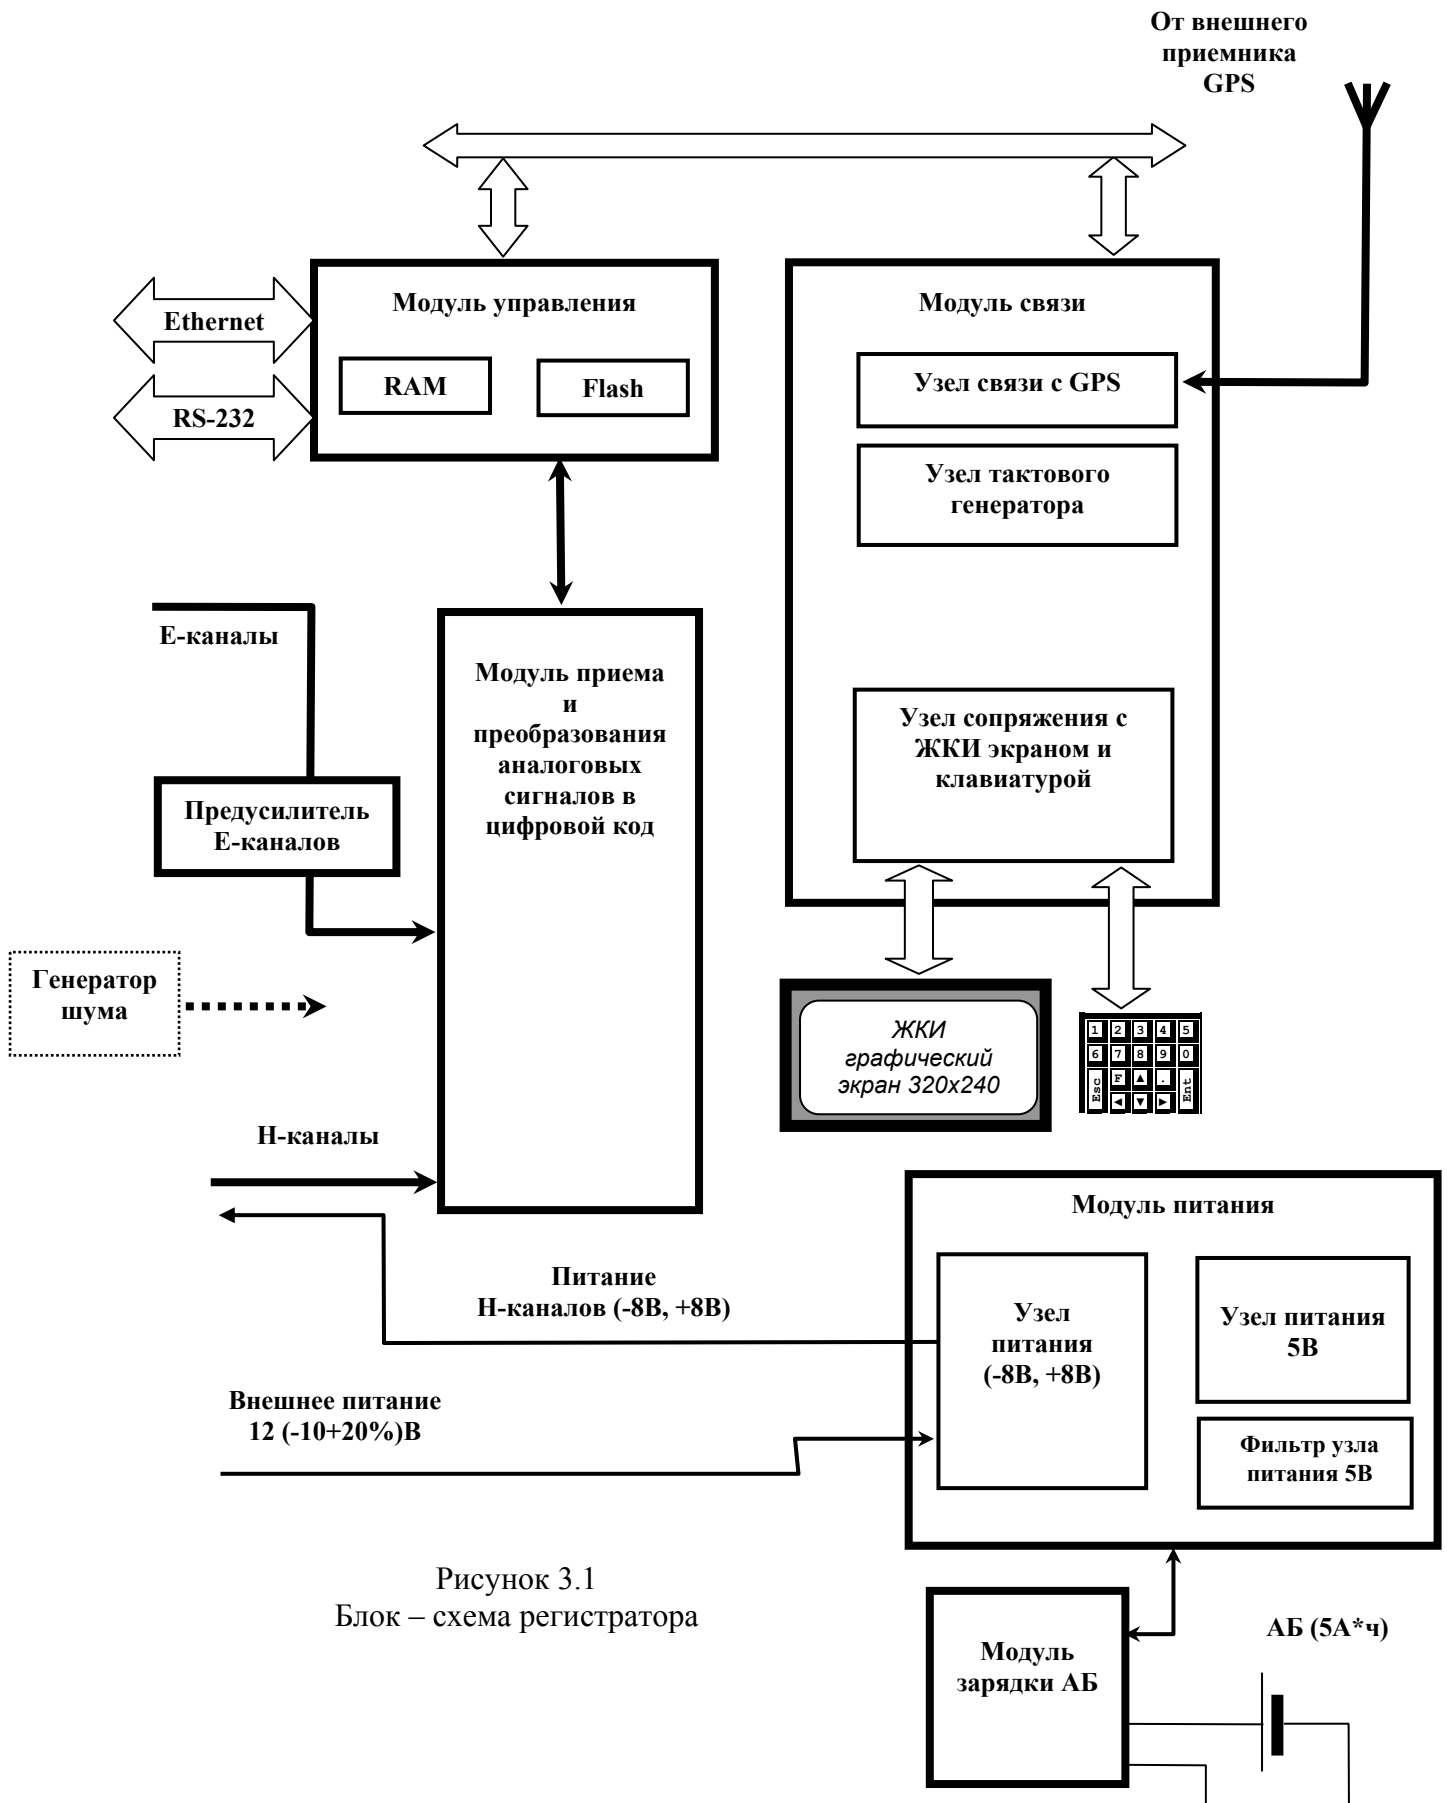 От внешнего
приемника
GPS
Ethernet
RS-232
Модуль управления
RAM
Flash
Модуль связи
Узел связи с GPS
Узел тактового
генератора
Узел сопряжения с
ЖКИ экраном и
клавиатурой
Е-каналы
Предусилитель
Е-каналов
Модуль приема
и
преобразования
аналоговых
сигналов в
цифровой код
Генератор
шума
ЖКИ
графический
экран 320x240
1 2 3 4 5
6 7 8 9 0
Esc F ▲ . Ent
◄ ▼ ►
Н-каналы
Питание
Н-каналов (-8В, +8В)
Внешнее питание
12 (-10+20%)В
Модуль питания
Узел
питания
(-8В, +8В)
Узел питания
5В
Фильтр узла
питания 5В
Рисунок 3.1
Блок – схема регистратора
Модуль
зарядки АБ
АБ (5А*ч)